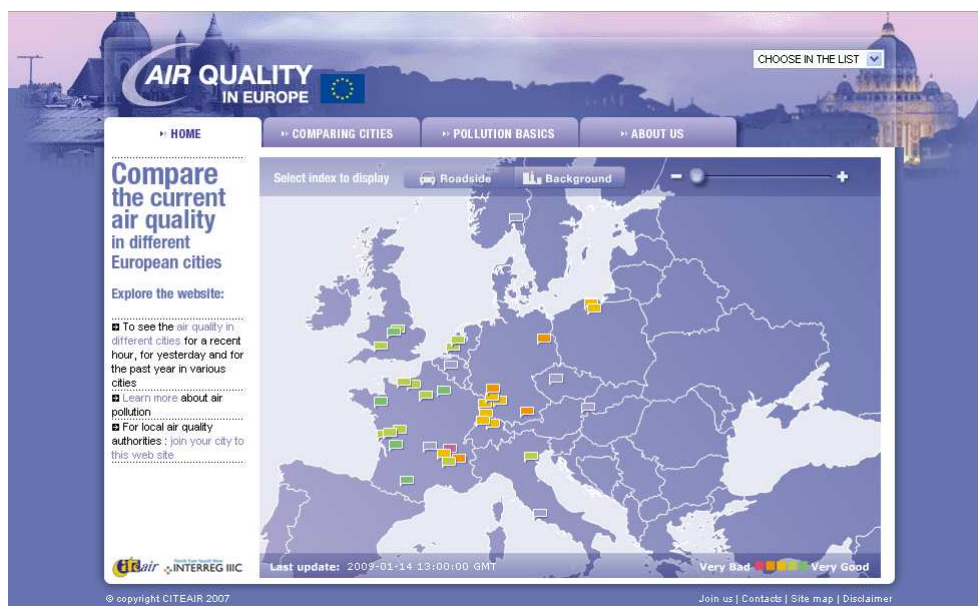 CHOOSE IN THE LIST
AIR QUALITY
IN EUROPE
HOME
COMPARING CITIES
POLLUTION BASICS
ABOUT US
Compare
the current
air quality
in different
European cities
Explore the website:
To see the air quality in
different cities for a recent
hour, for yesterday and for
the past year in various
cities
Learn more about air
pollution
For local air quality
authorities : join your city to
this web site
Select index to display
Roadside
Background
− +
citeair
INTERREG IIIC
Last update: 2009-01-14 13:00:00 GMT
Very Bad
Very Good
© copyright CITEAIR 2007
Join us | Contacts | Site map | Disclaimer